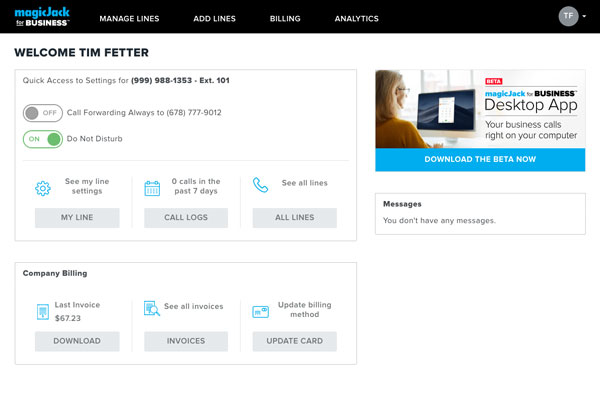 magicJack
for BUSINESS™
MANAGE LINES
ADD LINES
BILLING
ANALYTICS
TF
WELCOME TIM FETTER
Quick Access to Settings for (999) 988-1353 - Ext. 101
OFF
Call Forwarding Always to (678) 777-9012
ON
Do Not Disturb
See my line
settings
MY LINE
0 calls in the
past 7 days
CALL LOGS
See all lines
ALL LINES
Company Billing
Last Invoice
$67.23
DOWNLOAD
See all invoices
INVOICES
Update billing
method
UPDATE CARD
BETA
magicJack for BUSINESS™
Desktop App
Your business calls
right on your computer
DOWNLOAD THE BETA NOW
Messages
You don't have any messages.